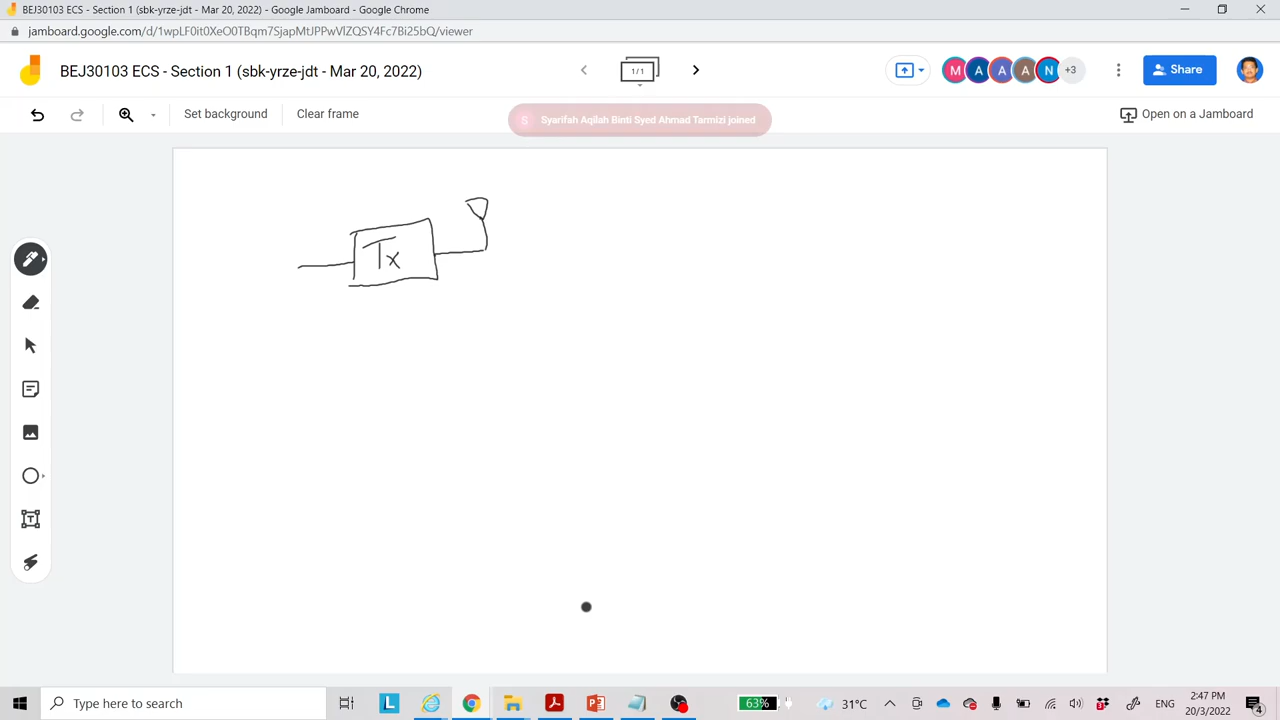 BEJ30103 ECS - Section 1 (sbk-yrze-jdt - Mar 20, 2022) - Google Jamboard - Google Chrome
jamboard.google.com/d/1wpLF0it0XeO0TBqm7SjapMtJPPwVlZQSY4Fc7Bi25bQ/viewer
BEJ30103 ECS - Section 1 (sbk-yrze-jdt - Mar 20, 2022)
1/1
M A A A N +3
Share
Set background
Clear frame
S Syarifah Aqilah Binti Syed Ahmad Tarmizi joined
Open on a Jamboard
Tx
Type here to search
L
63%
31°C
ENG
2:47 PM
20/3/2022
4